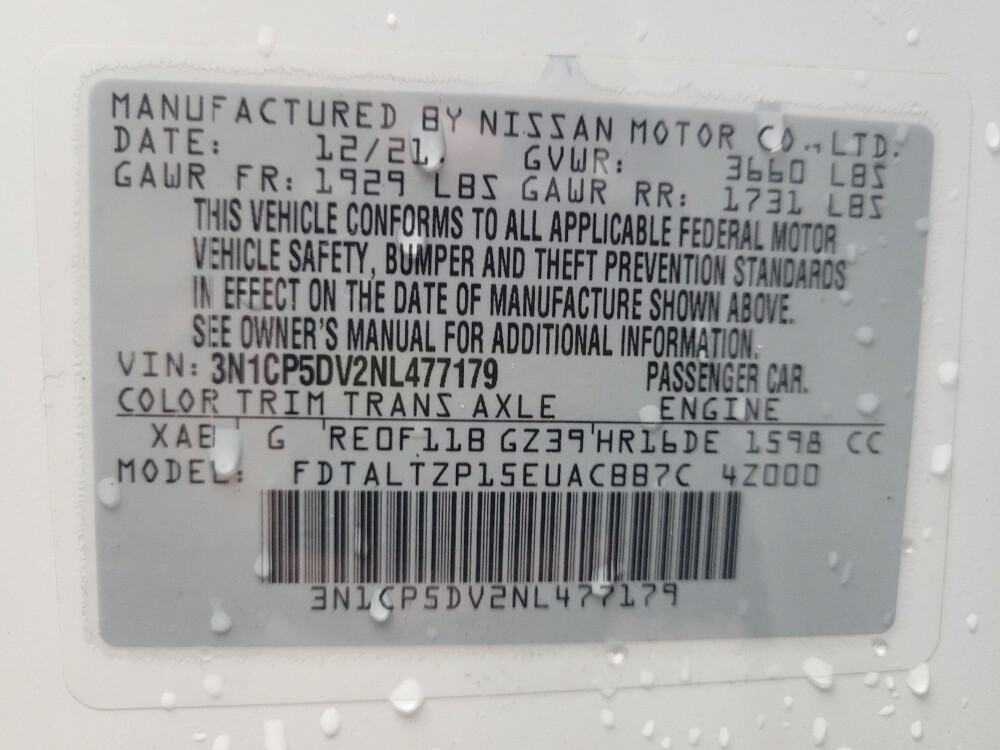 MANUFACTURED BY NISSAN MOTOR CO., LTD.
DATE: 12/21. GVWR: 3660 LBS
GAWR FR: 1929 LBS GAWR RR: 1731 LBS
THIS VEHICLE CONFORMS TO ALL APPLICABLE FEDERAL MOTOR
VEHICLE SAFETY, BUMPER AND THEFT PREVENTION STANDARDS
IN EFFECT ON THE DATE OF MANUFACTURE SHOWN ABOVE.
SEE OWNER'S MANUAL FOR ADDITIONAL INFORMATION.
VIN: 3N1CP5DV2NL477179 PASSENGER CAR.
COLOR TRIM TRANS AXLE ENGINE
XAB G RE0F11B GZ39 HR16DE 1598 CC
MODEL: FDTALTZP15EUACBB7C 4Z000
3N1CP5DV2NL477179